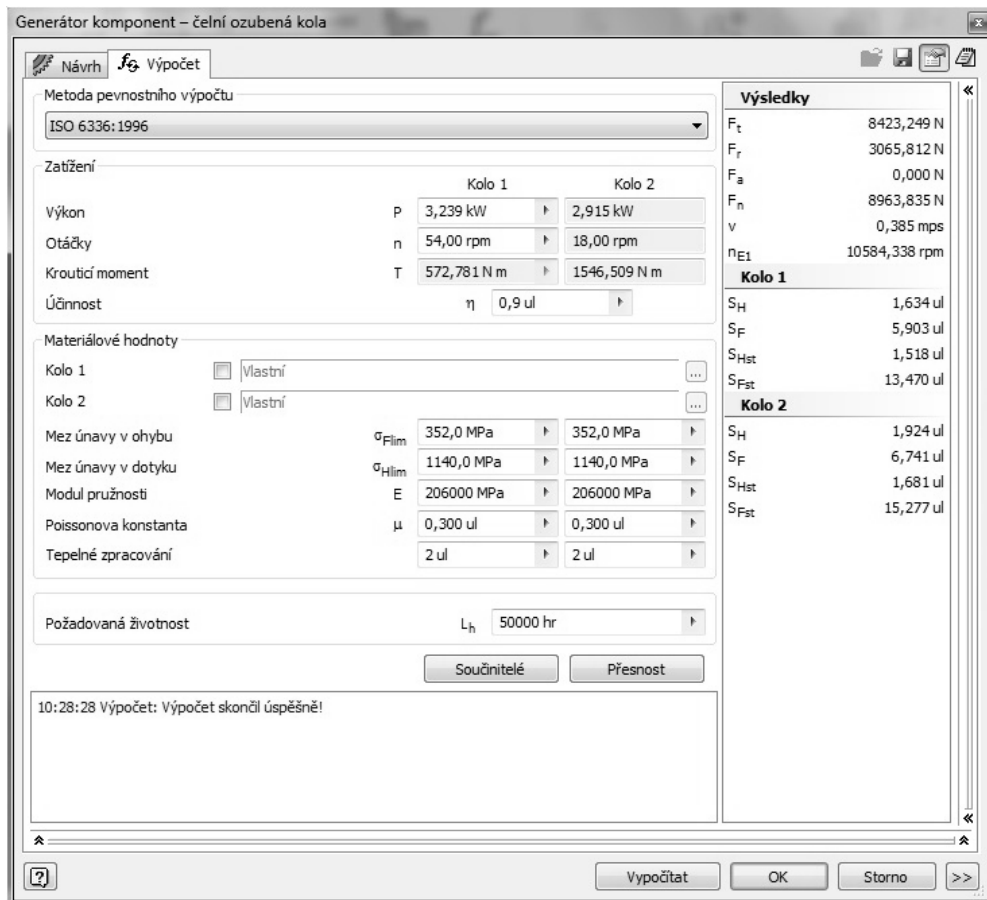 Generátor komponent – čelní ozubená kola
Návrh
Výpočet
Metoda pevnostního výpočtu
ISO 6336:1996
Zatížení
Kolo 1 Kolo 2
Výkon P 3,239 kW 2,915 kW
Otáčky n 54,00 rpm 18,00 rpm
Krouticí moment T 572,781 N m 1546,509 N m
Účinnost η 0,9 ul
Materiálové hodnoty
Kolo 1 Vlastní ...
Kolo 2 Vlastní ...
Mez únavy v ohybu σFlim 352,0 MPa 352,0 MPa
Mez únavy v dotyku σHlim 1140,0 MPa 1140,0 MPa
Modul pružnosti E 206000 MPa 206000 MPa
Poissonova konstanta μ 0,300 ul 0,300 ul
Tepelné zpracování 2 ul 2 ul
Požadovaná životnost Lh 50000 hr
Součinitelé Přesnost
10:28:28 Výpočet: Výpočet skončil úspěšně!
Výsledky
Ft 8423,249 N
Fr 3065,812 N
Fa 0,000 N
Fn 8963,835 N
v 0,385 mps
nE1 10584,338 rpm
Kolo 1
SH 1,634 ul
SF 5,903 ul
SHst 1,518 ul
SFst 13,470 ul
Kolo 2
SH 1,924 ul
SF 6,741 ul
SHst 1,681 ul
SFst 15,277 ul
Vypočítat OK Storno >>